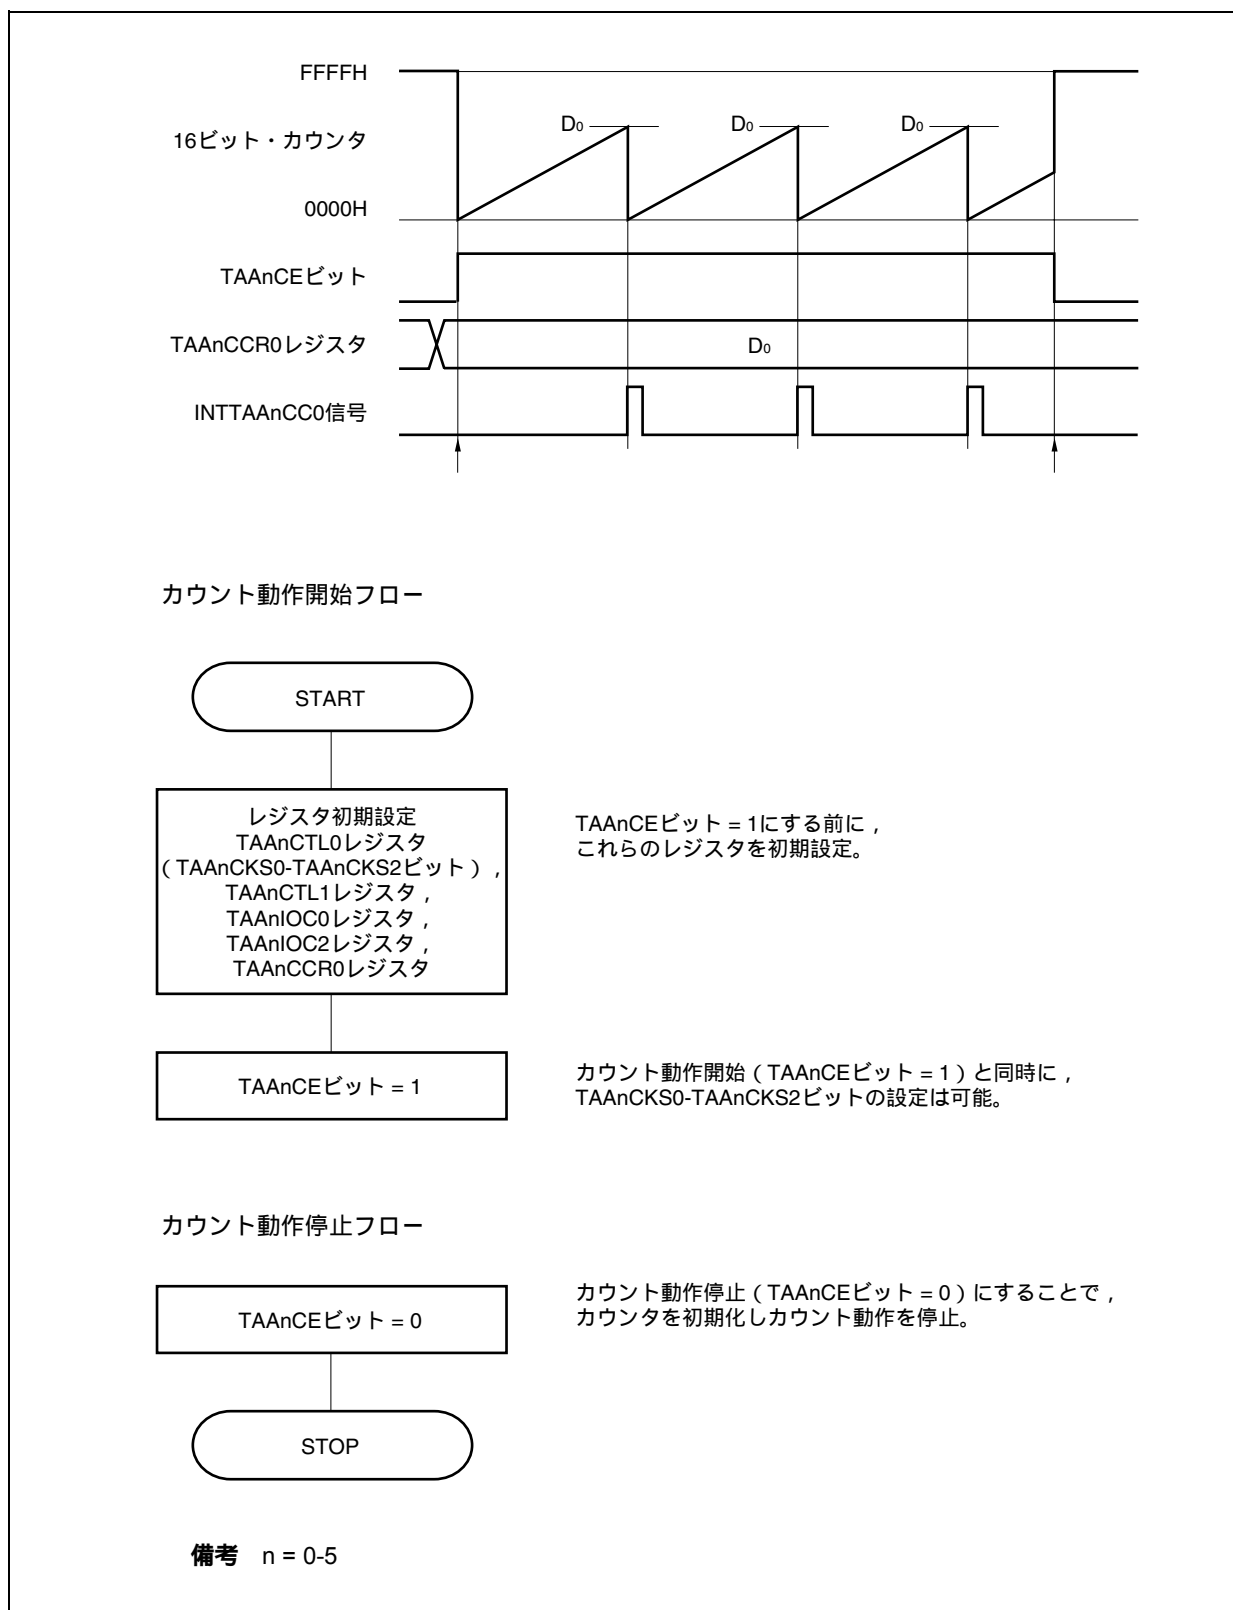 FFFFH
16ビット・カウンタ
D0 D0 D0
0000H
TAAnCEビット
TAAnCCR0レジスタ
D0
INTTAAnCC0信号
カウント動作開始フロー
START
レジスタ初期設定
TAAnCTL0レジスタ
（TAAnCKS0-TAAnCKS2ビット），
TAAnCTL1レジスタ，
TAAnIOC0レジスタ，
TAAnIOC2レジスタ，
TAAnCCR0レジスタ
TAAnCEビット = 1にする前に，
これらのレジスタを初期設定。
TAAnCEビット = 1
カウント動作開始（TAAnCEビット = 1）と同時に，
TAAnCKS0-TAAnCKS2ビットの設定は可能。
カウント動作停止フロー
TAAnCEビット = 0
カウント動作停止（TAAnCEビット = 0）にすることで，
カウンタを初期化しカウント動作を停止。
STOP
備考 n = 0-5